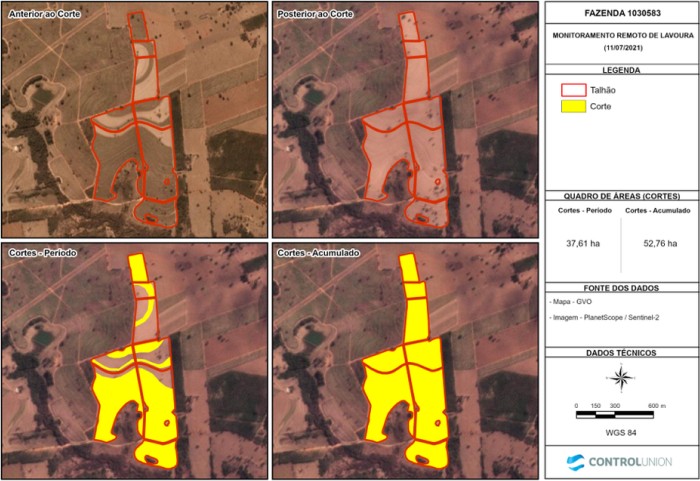 Anterior ao Corte
Posterior ao Corte
Cortes - Período
Cortes - Acumulado
FAZENDA 1030583
MONITORAMENTO REMOTO DE LAVOURA
(11/07/2021)
LEGENDA
Talhão
Corte
QUADRO DE ÁREAS (CORTES)
Cortes - Período Cortes - Acumulado
37,61 ha 52,76 ha
FONTE DOS DADOS
- Mapa - GVO
- Imagem - PlanetScope / Sentinel-2
DADOS TÉCNICOS
0 150 300 600 m
WGS 84
CONTROLUNION